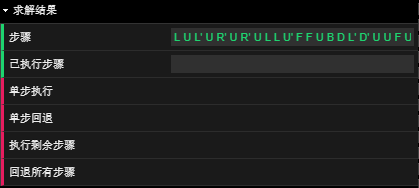 求解结果
步骤 L U L' U R' U R' U L L U' F F U B D L' D' U U F U
已执行步骤
单步执行
单步回退
执行剩余步骤
回退所有步骤